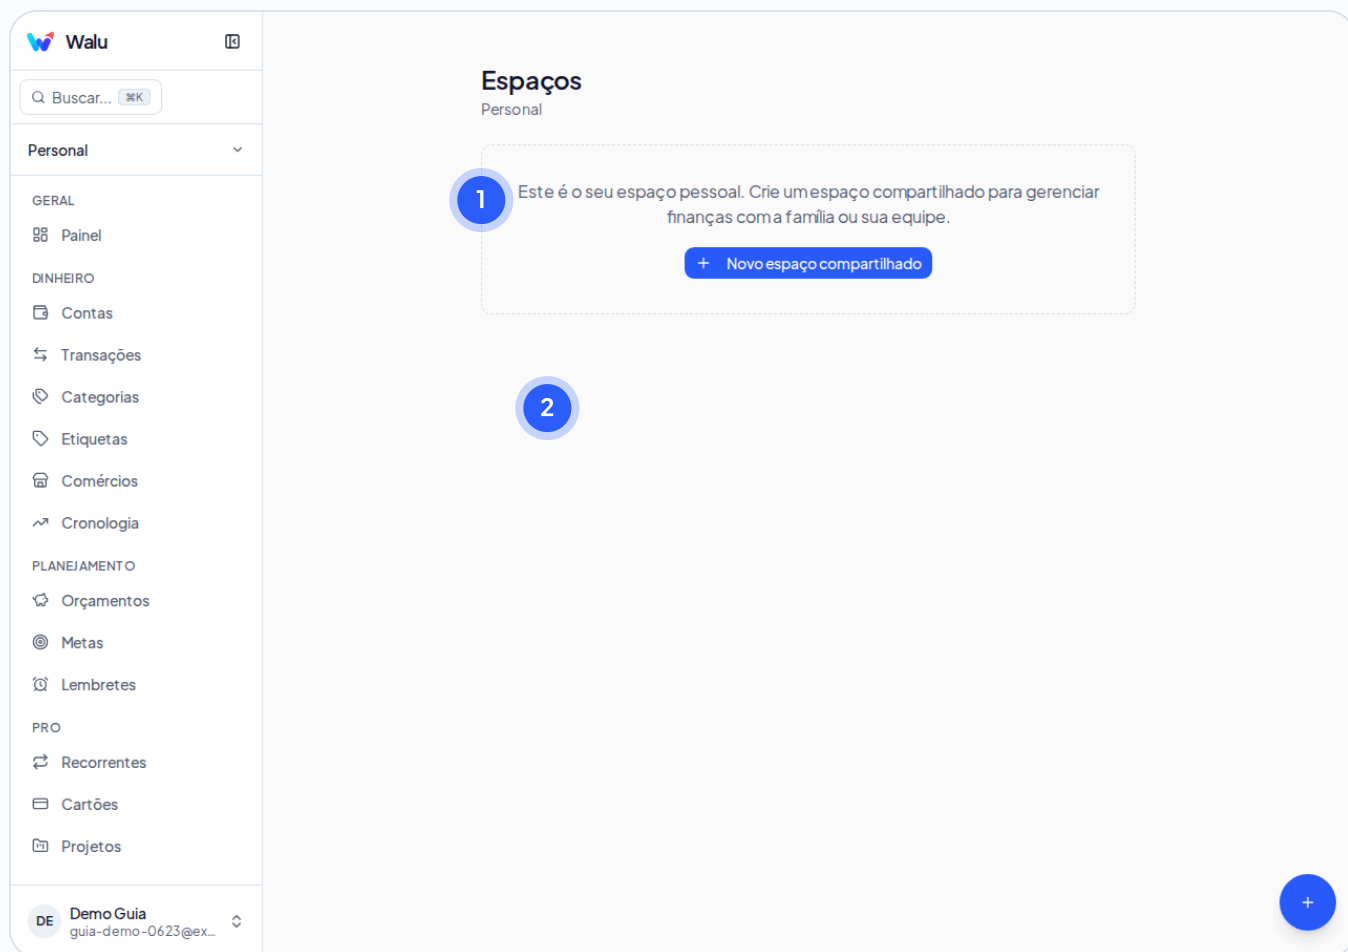 Walu
Buscar... ⌘K
Personal
GERAL
Painel
DINHEIRO
Contas
Transações
Categorias
Etiquetas
Comércios
Cronologia
PLANEJAMENTO
Orçamentos
Metas
Lembretes
PRO
Recorrentes
Cartões
Projetos
DE Demo Guia
guia-demo-0623@ex...
Espaços
Personal
1
Este é o seu espaço pessoal. Crie um espaço compartilhado para gerenciar
finanças com a família ou sua equipe.
+ Novo espaço compartilhado
2
+